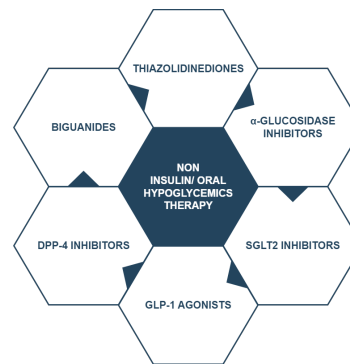 THIAZOLIDINEDIONES
α-GLUCOSIDASE
INHIBITORS
BIGUANIDES
NON
INSULIN/ ORAL
HYPOGLYCEMICS
THERAPY
DPP-4 INHIBITORS
SGLT2 INHIBITORS
GLP-1 AGONISTS